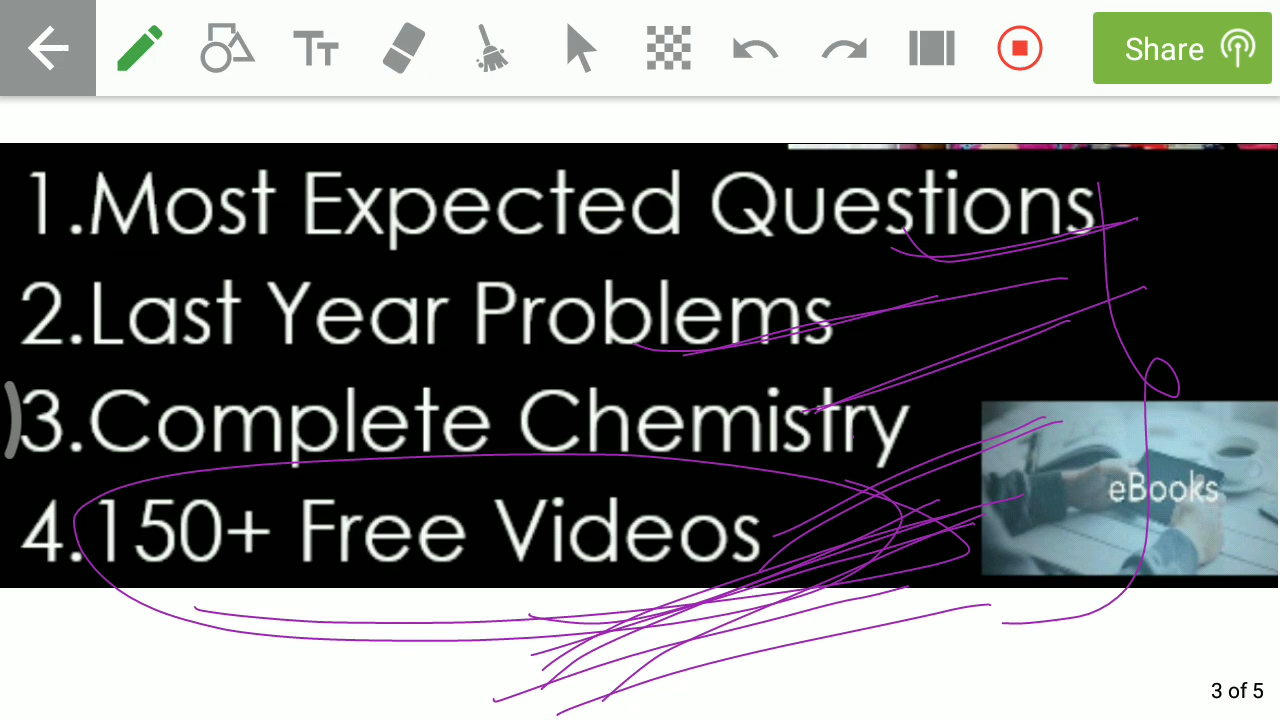 Share
1.Most Expected Questions
2.Last Year Problems
3.Complete Chemistry
4.150+ Free Videos
eBooks
3 of 5